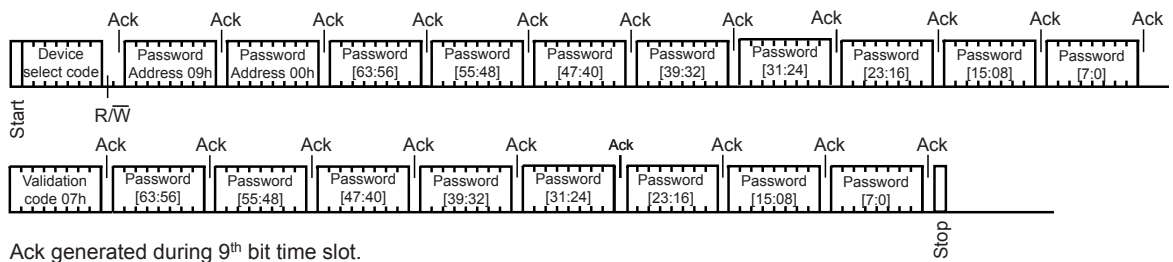 Ack Ack Ack Ack Ack Ack Ack Ack Ack Ack Ack
Device select code
Password Address 09h
Password Address 00h
Password [63:56]
Password [55:48]
Password [47:40]
Password [39:32]
Password [31:24]
Password [23:16]
Password [15:08]
Password [7:0]
Start
R/W̅
Ack Ack Ack Ack Ack Ack Ack Ack Ack
Validation code 07h
Password [63:56]
Password [55:48]
Password [47:40]
Password [39:32]
Password [31:24]
Password [23:16]
Password [15:08]
Password [7:0]
Stop
Ack generated during 9th bit time slot.